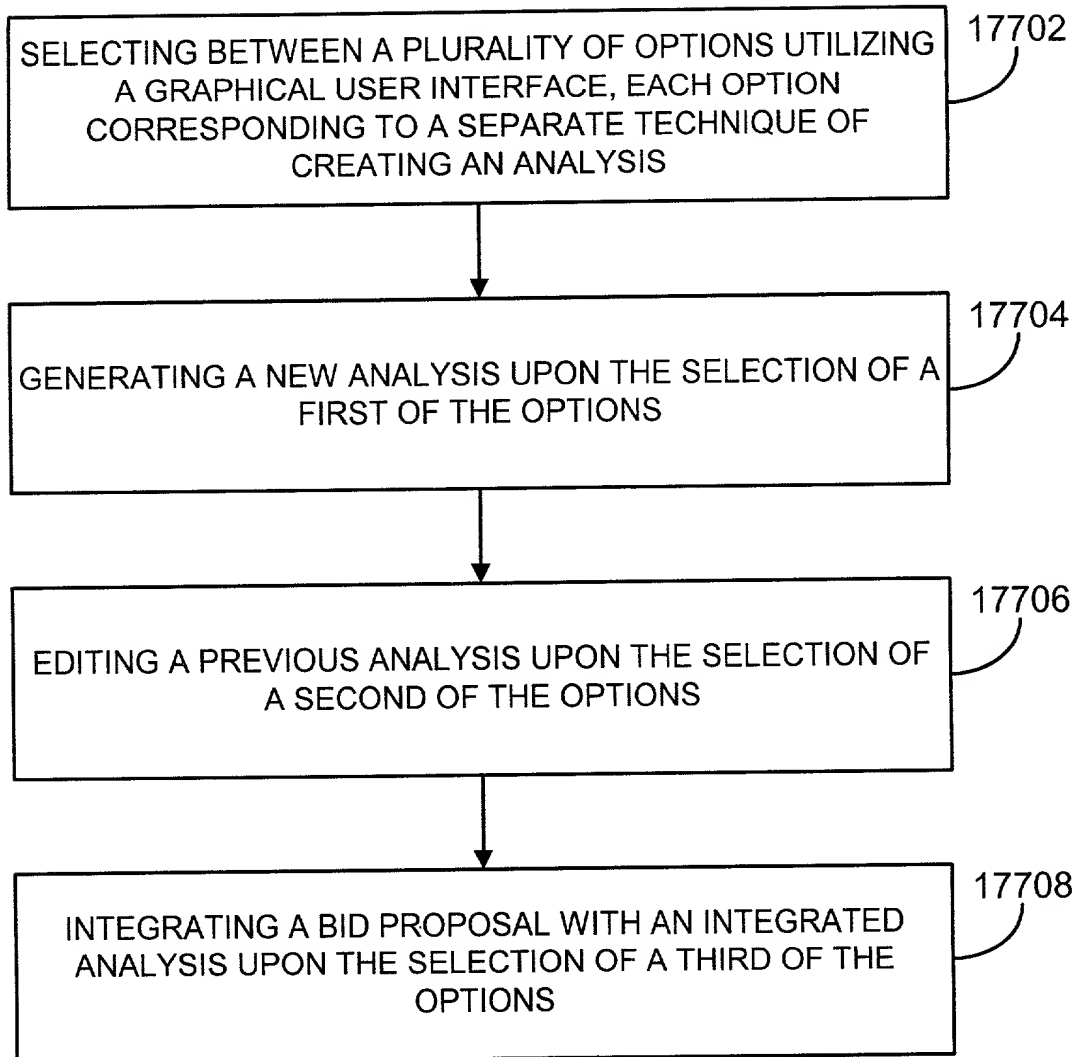 17702
SELECTING BETWEEN A PLURALITY OF OPTIONS UTILIZING
A GRAPHICAL USER INTERFACE, EACH OPTION
CORRESPONDING TO A SEPARATE TECHNIQUE OF
CREATING AN ANALYSIS
17704
GENERATING A NEW ANALYSIS UPON THE SELECTION OF A
FIRST OF THE OPTIONS
17706
EDITING A PREVIOUS ANALYSIS UPON THE SELECTION OF
A SECOND OF THE OPTIONS
17708
INTEGRATING A BID PROPOSAL WITH AN INTEGRATED
ANALYSIS UPON THE SELECTION OF A THIRD OF THE
OPTIONS